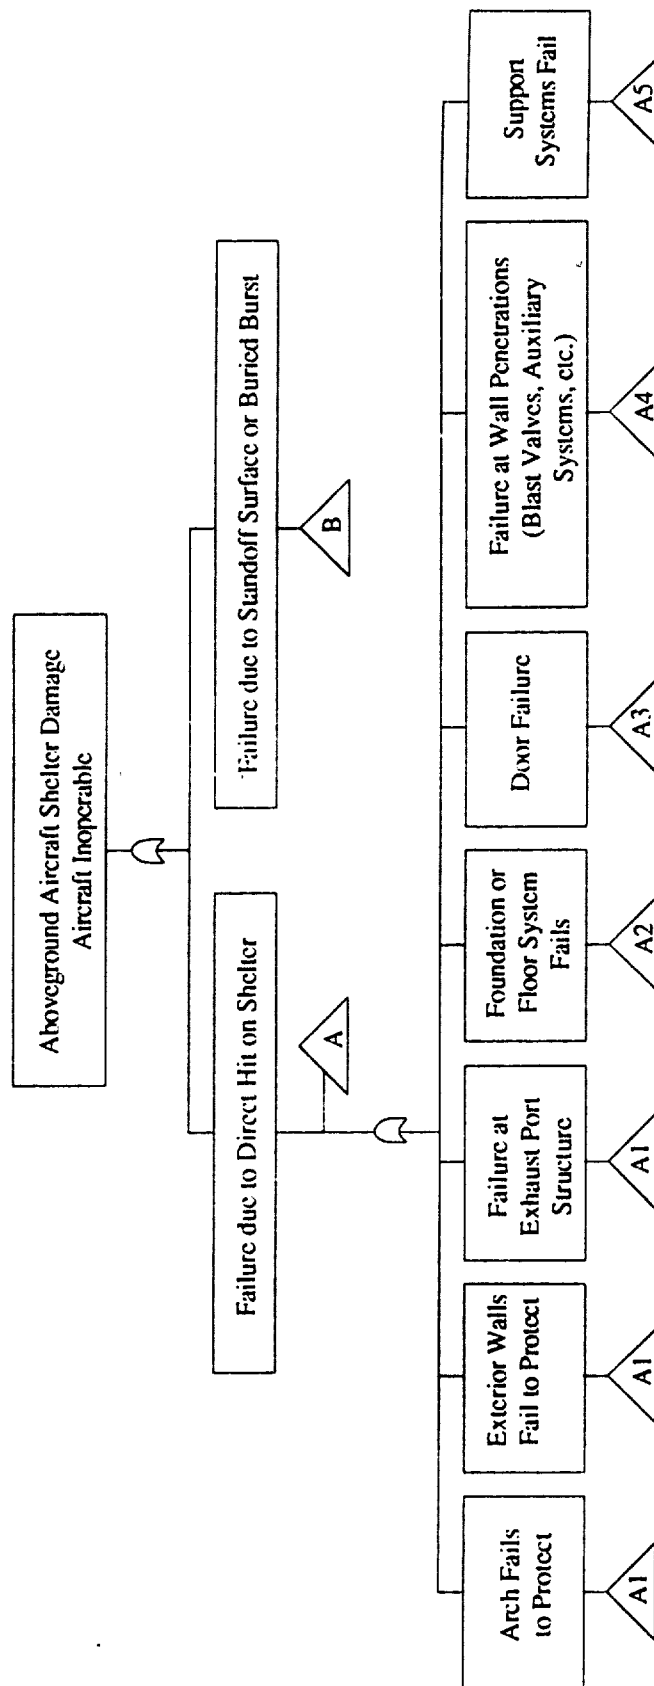 Aboveground Aircraft Shelter Damage
Aircraft Inoperable
Failure due to Direct Hit on Shelter
A
Failure due to Standoff Surface or Buried Burst
B
Arch Fails
to Protect
A1
Exterior Walls
Fail to Protect
A1
Failure at
Exhaust Port
Structure
A1
Foundation or
Floor System
Fails
A2
Door Failure
A3
Failure at Wall Penetrations
(Blast Valves, Auxiliary
Systems, etc.)
A4
Support
Systems Fail
A5